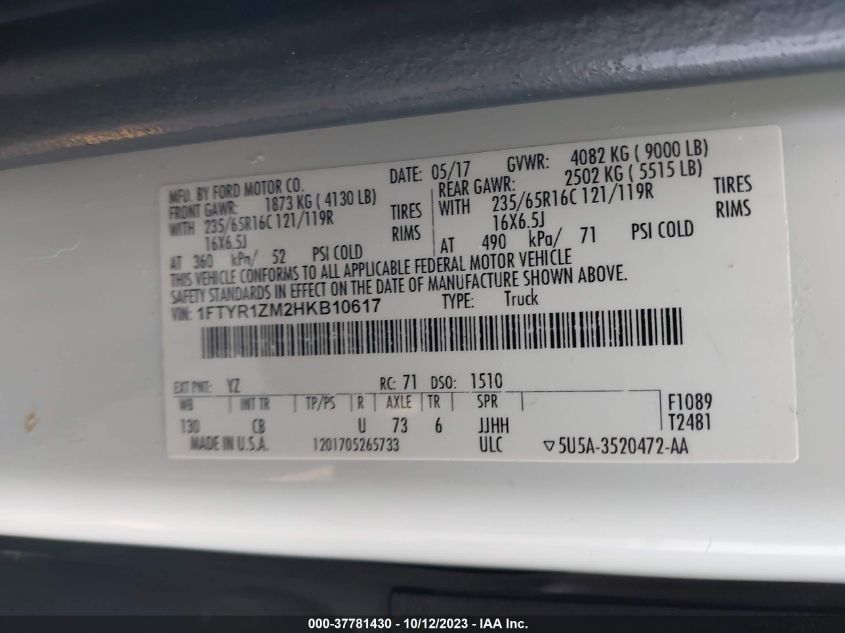 MFD. BY FORD MOTOR CO. DATE: 05/17 GVWR: 4082 KG ( 9000 LB)
FRONT GAWR: 1873 KG ( 4130 LB) REAR GAWR: 2502 KG ( 5515 LB)
WITH 235/65R16C 121/119R TIRES WITH 235/65R16C 121/119R TIRES
16X6.5J RIMS 16X6.5J RIMS
AT 360 kPa/ 52 PSI COLD AT 490 kPa/ 71 PSI COLD
THIS VEHICLE CONFORMS TO ALL APPLICABLE FEDERAL MOTOR VEHICLE
SAFETY STANDARDS IN EFFECT ON THE DATE OF MANUFACTURE SHOWN ABOVE.
VIN: 1FTYR1ZM2HKB10617 TYPE: Truck
EXT PNT: YZ RC: 71 DSO: 1510
WB INT TR TP/PS R AXLE TR SPR F1089
130 CB U 73 6 JJHH T2481
MADE IN U.S.A. 1201705265733 ULC ▽5U5A-3520472-AA
000-37781430 - 10/12/2023 - IAA Inc.